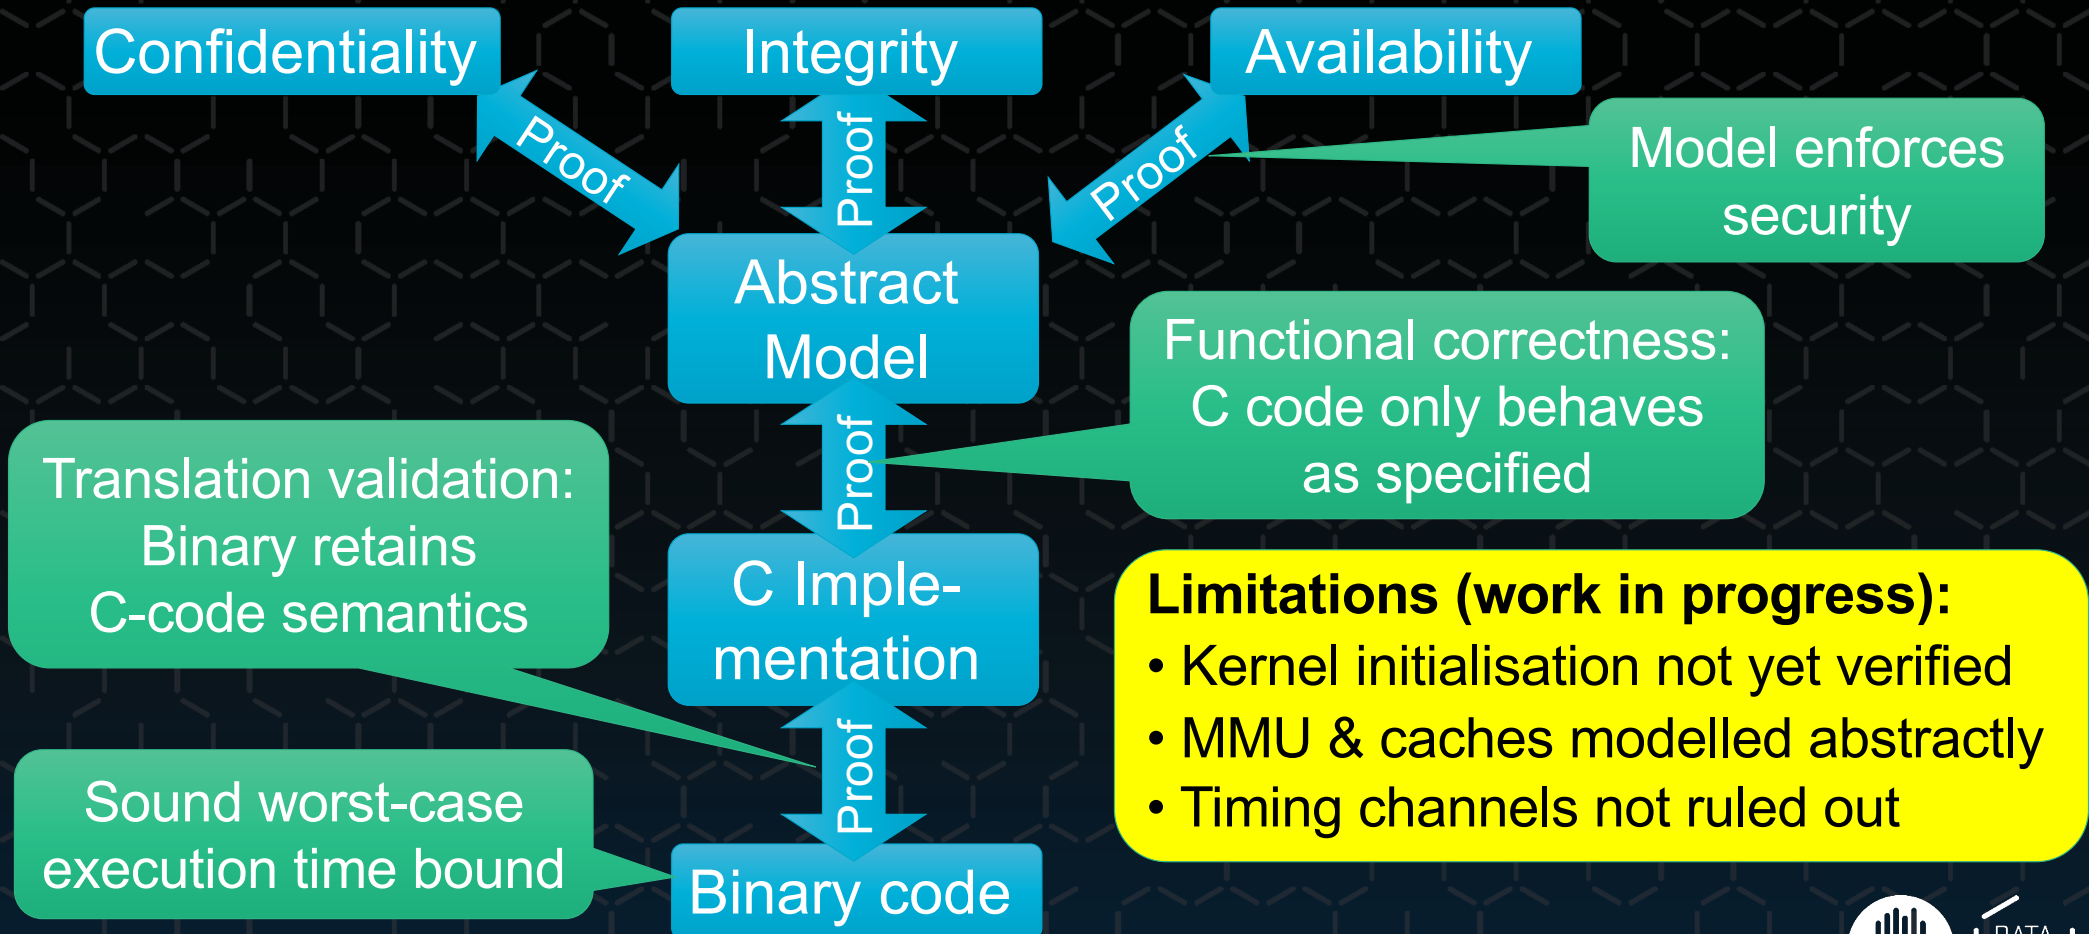 Confidentiality
Integrity
Availability
Proof
Proof
Proof
Model enforces
security
Abstract
Model
Functional correctness:
C code only behaves
as specified
Proof
Translation validation:
Binary retains
C-code semantics
C Imple-
mentation
Limitations (work in progress):
• Kernel initialisation not yet verified
• MMU & caches modelled abstractly
• Timing channels not ruled out
Proof
Sound worst-case
execution time bound
Binary code
DATA